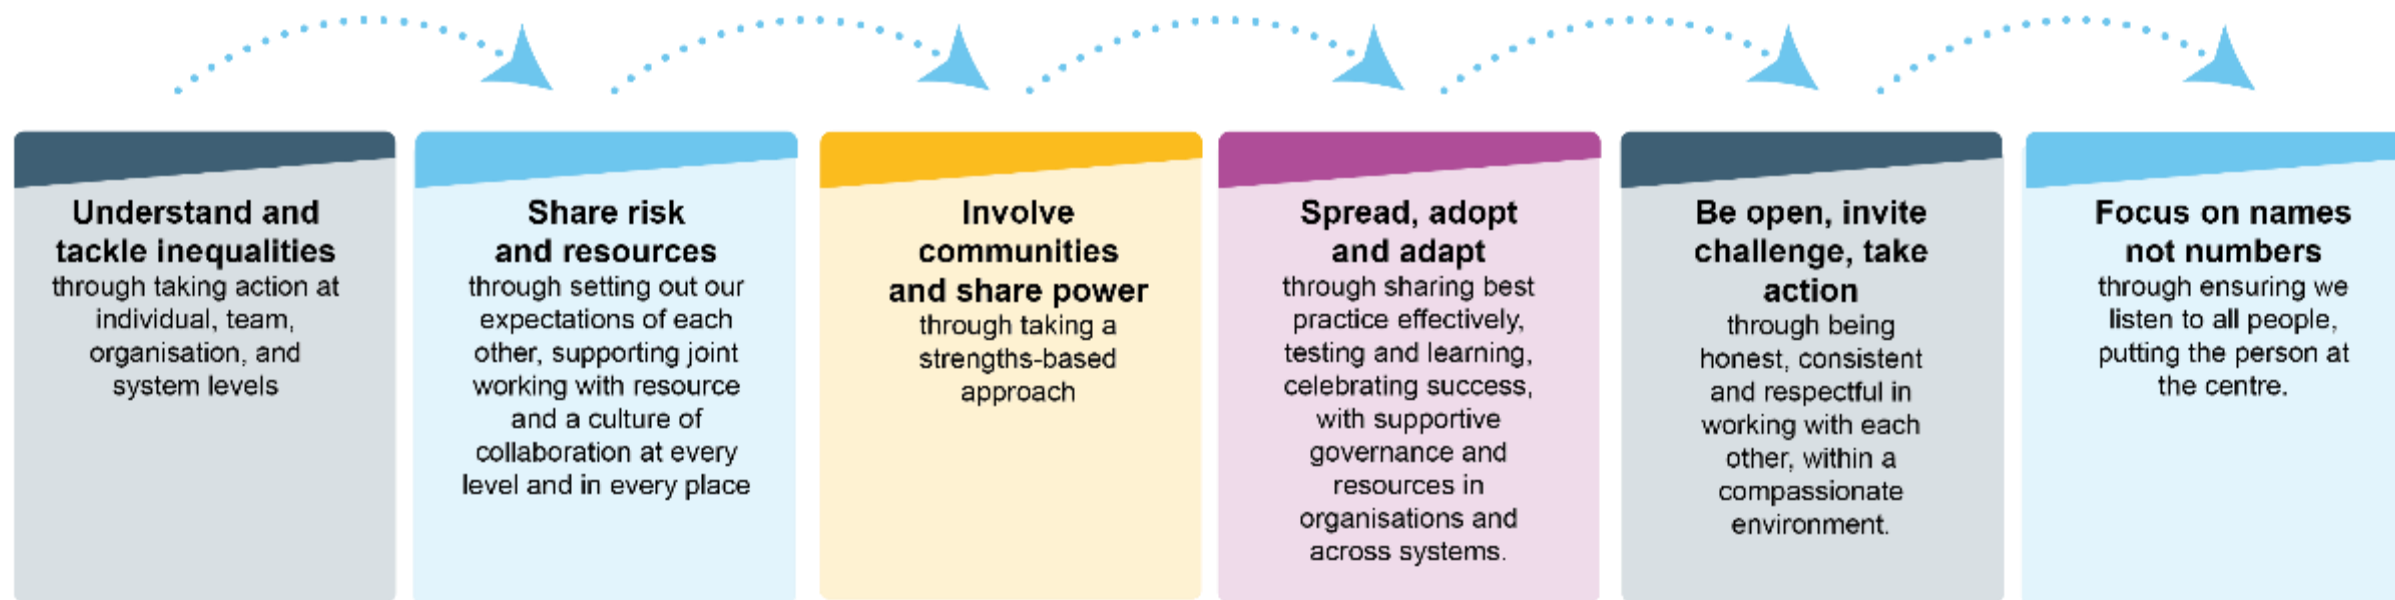 Understand and
tackle inequalities
through taking action at
individual, team,
organisation, and
system levels
Share risk
and resources
through setting out our
expectations of each
other, supporting joint
working with resource
and a culture of
collaboration at every
level and in every place
Involve
communities
and share power
through taking a
strengths-based
approach
Spread, adopt
and adapt
through sharing best
practice effectively,
testing and learning,
celebrating success,
with supportive
governance and
resources in
organisations and
across systems.
Be open, invite
challenge, take
action
through being
honest, consistent
and respectful in
working with each
other, within a
compassionate
environment.
Focus on names
not numbers
through ensuring we
listen to all people,
putting the person at
the centre.